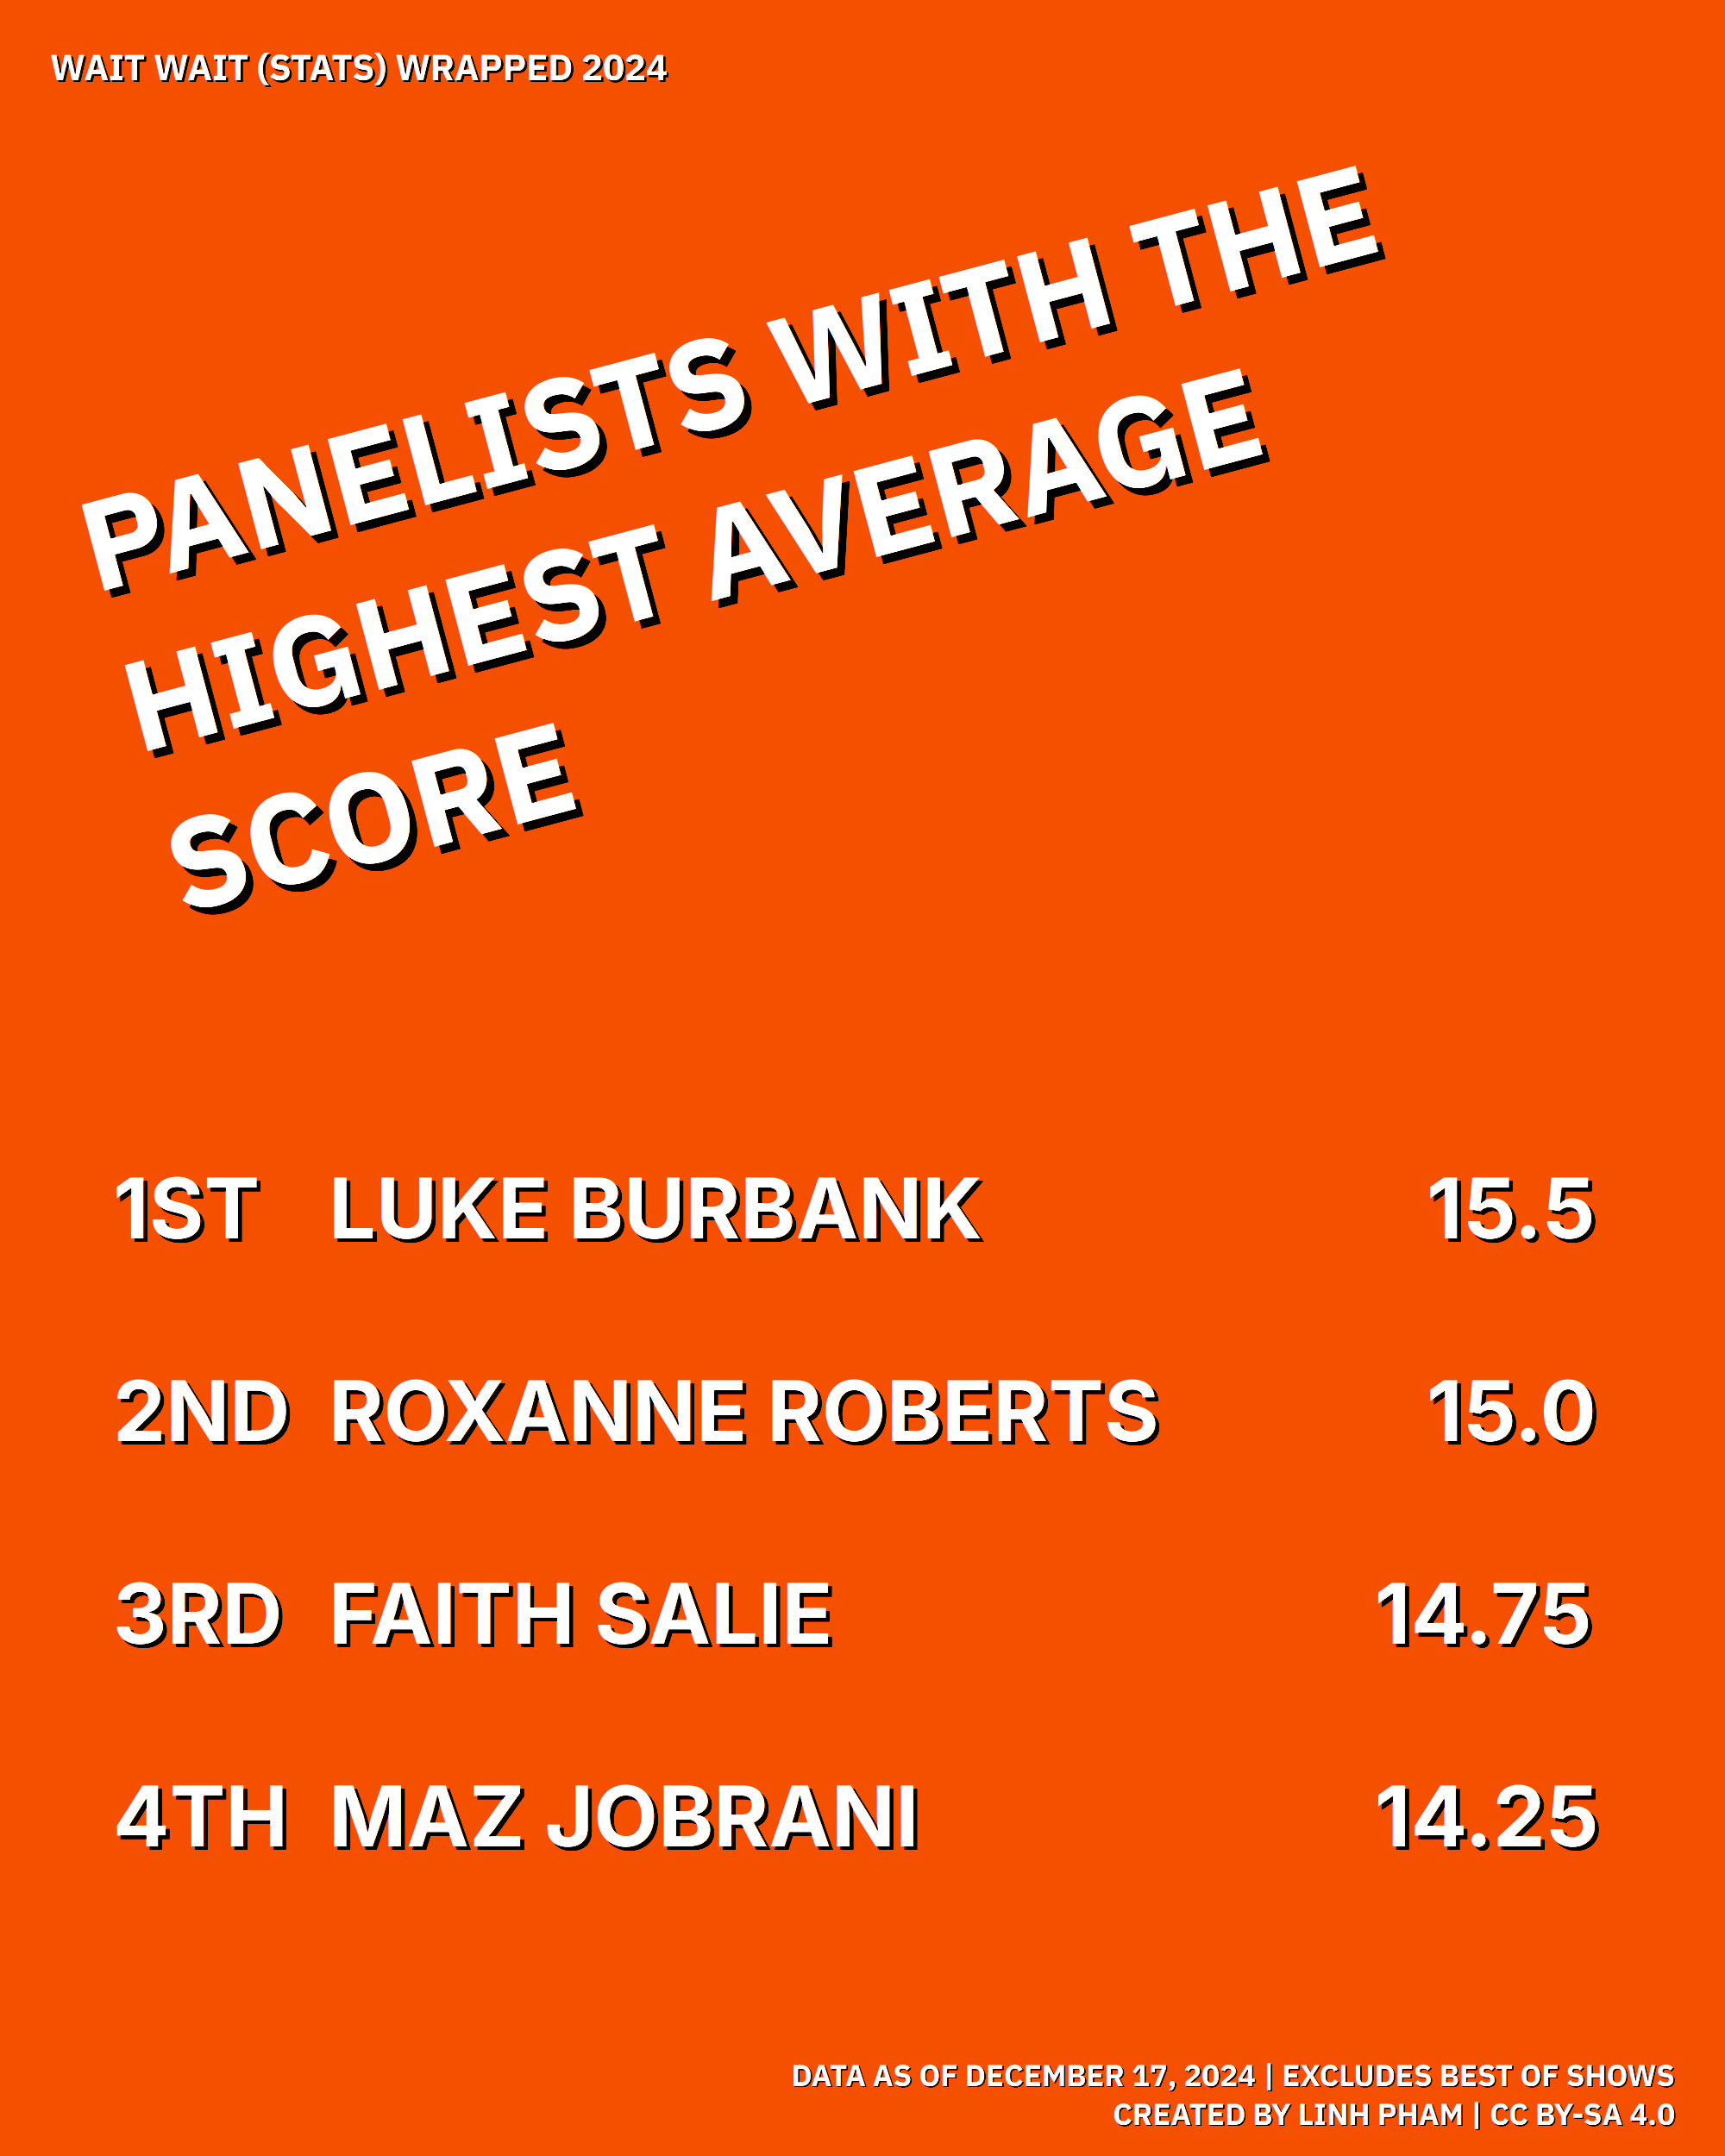 WAIT WAIT (STATS) WRAPPED 2024
PANELISTS WITH THE
HIGHEST AVERAGE
SCORE
1ST LUKE BURBANK 15.5
2ND ROXANNE ROBERTS 15.0
3RD FAITH SALIE 14.75
4TH MAZ JOBRANI 14.25
DATA AS OF DECEMBER 17, 2024 | EXCLUDES BEST OF SHOWS
CREATED BY LINH PHAM | CC BY-SA 4.0